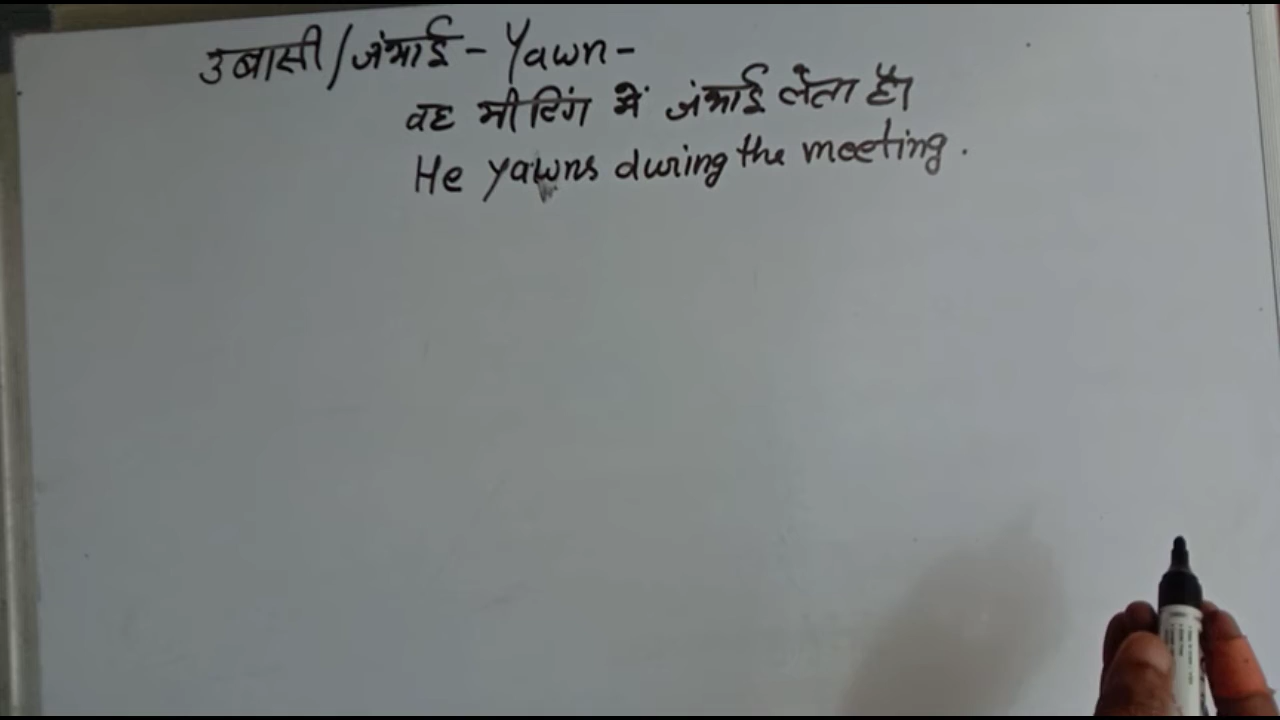 उबासी/जंभाई - Yawn -
वह मीटिंग में जंभाई लेता है।
He yawns during the meeting.